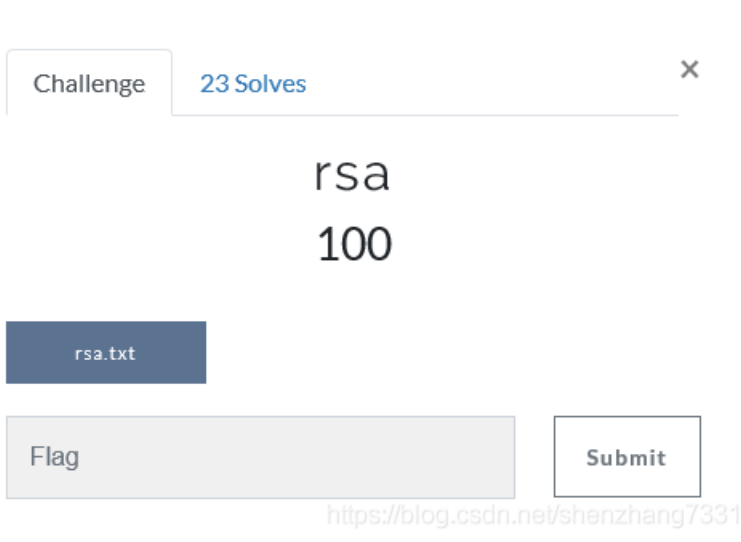 Challenge
23 Solves
×
rsa
100
rsa.txt
Flag
Submit
https://blog.csdn.net/shenzhang7331